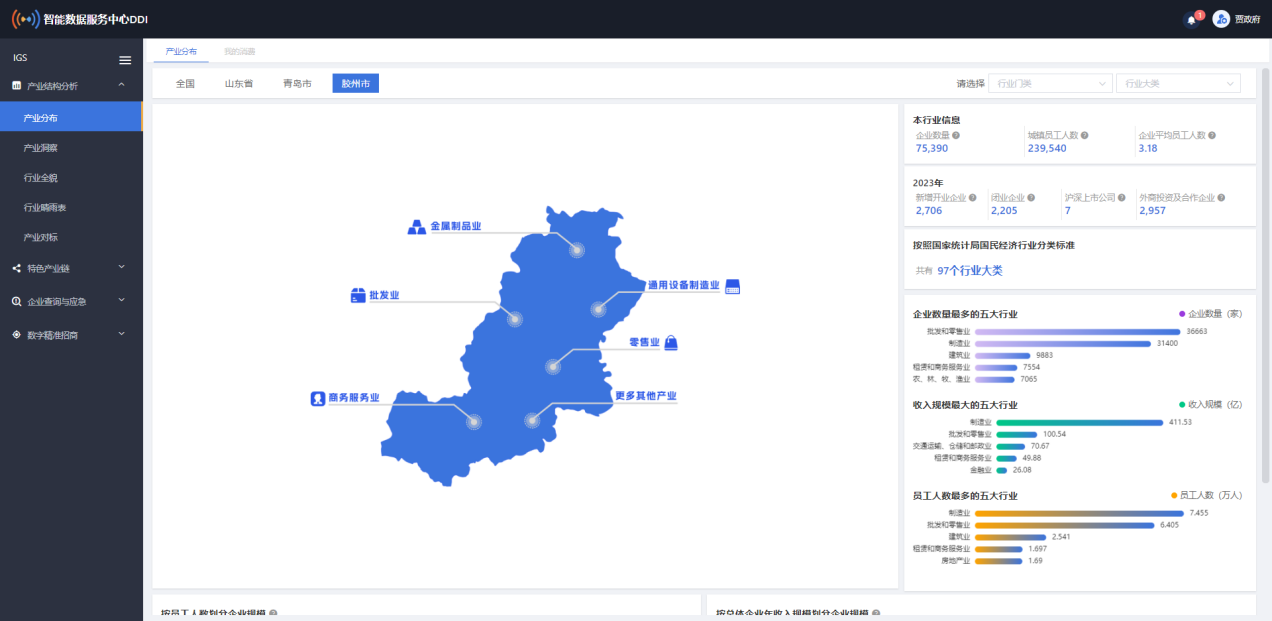 智能数据服务中心DDI
1
贾政府
IGS
产业结构分析
产业分布
产业洞察
行业全貌
行业晴雨表
产业对标
特色产业链
企业查询与应急
数字精准招商
产业分布
我的消费
全国
山东省
青岛市
胶州市
请选择
行业门类
行业大类
金属制品业
批发业
通用设备制造业
零售业
商务服务业
更多其他产业
本行业信息
企业数量 ?
城镇员工人数 ?
企业平均员工人数 ?
75,390
239,540
3.18
2023年
新增开业企业 ?
闭业企业 ?
沪深上市公司 ?
外商投资及合作企业 ?
2,706
2,205
7
2,957
按照国家统计局国民经济行业分类标准
共有 97个行业大类
企业数量最多的五大行业
企业数量（家）
批发和零售业 36663
制造业 31400
建筑业 9883
租赁和商务服务业 7554
农、林、牧、渔业 7065
收入规模最大的五大行业
收入规模（亿）
制造业 411.53
批发和零售业 100.54
交通运输、仓储和邮政业 70.67
租赁和商务服务业 49.88
金融业 26.08
员工人数最多的五大行业
员工人数（万人）
制造业 7.455
批发和零售业 6.405
建筑业 2.541
租赁和商务服务业 1.697
房地产业 1.69
按员工人数划分企业规模 ?
按总体企业年收入规模划分企业规模 ?